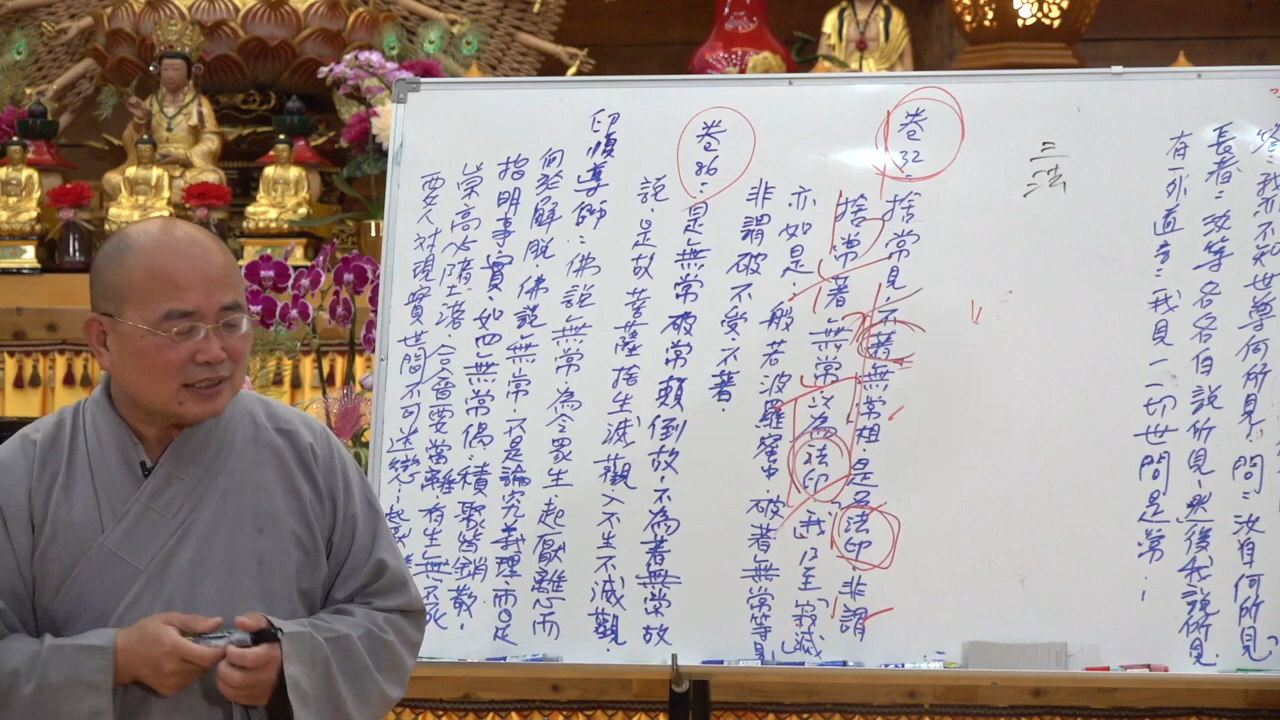 答：我亦不知世尊何所見。問：汝自何所見？
長者：汝等各各自說所見，然後我說所見。
有一外道言：我見一切世間是常…
三法
卷32：捨常見，不著無常相，是名法印，非謂
捨常著無常以為法印，我乃至寂滅
亦如是。般若波羅蜜中，破著無常等見，
非謂破不受、不著。
卷86：是無常破常顛倒故，不為著無常故
說，是故菩薩捨生滅觀，入不生不滅觀。
印順導師：佛說無常，為令眾生起厭離心而
向於解脫。佛說無常，不是論究義理，而是
指明事實。如四無常偈：積聚皆銷散，
崇高必墮落，合會要當離，有生無不死。
要人對現實世間不可迷戀，起